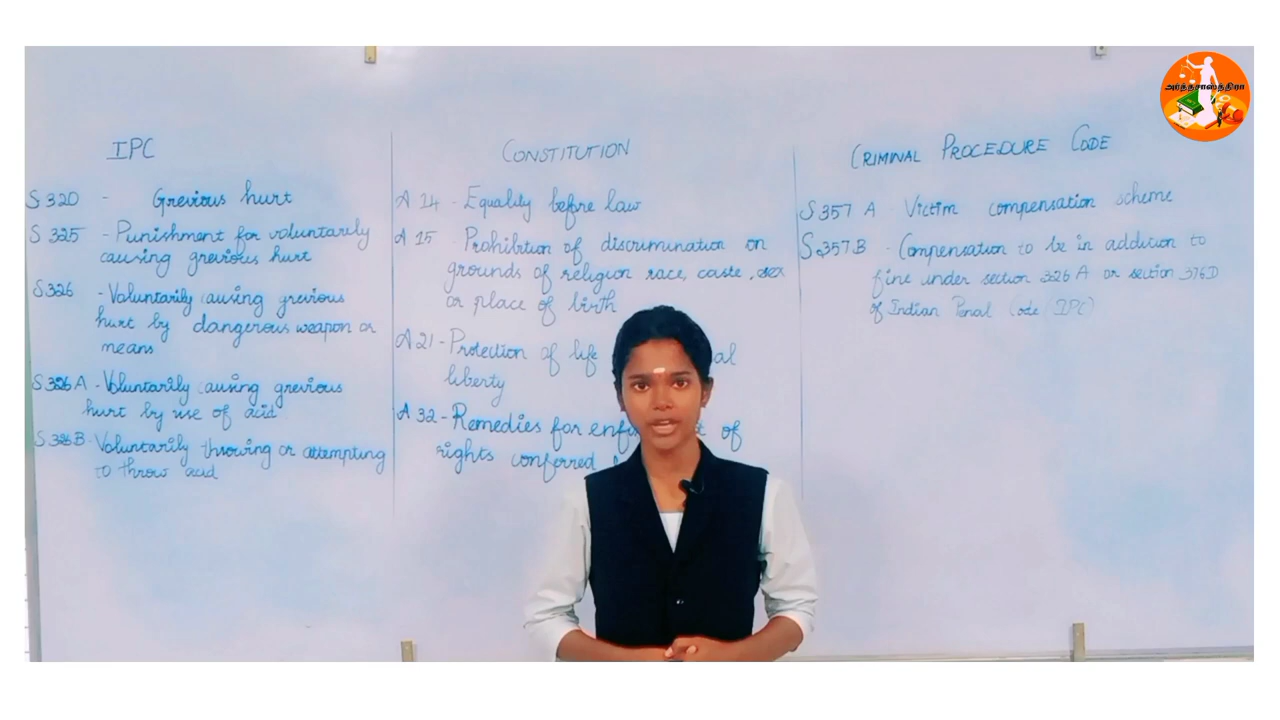 அர்த்தசாஸ்த்திரா
IPC
S 320 - Grevious hurt
S 325 - Punishment for voluntarily
causing grevious hurt
S 326 - Voluntarily causing grevious
hurt by dangerous weapon or
means
S 326 A - Voluntarily causing grevious
hurt by use of acid
S 326 B - Voluntarily throwing or attempting
to throw acid
CONSTITUTION
A 14 - Equality before law
A 15 - Prohibition of discrimination on
grounds of religion race, caste, sex
or place of birth
A 21 - Protection of life
liberty
A 32 - Remedies for of
rights conferred
CRIMINAL PROCEDURE CODE
S 357 A - Victim compensation scheme
S 357 B - Compensation to be in addition to
fine under section 326 A or section 376D
of Indian Penal Code (IPC)